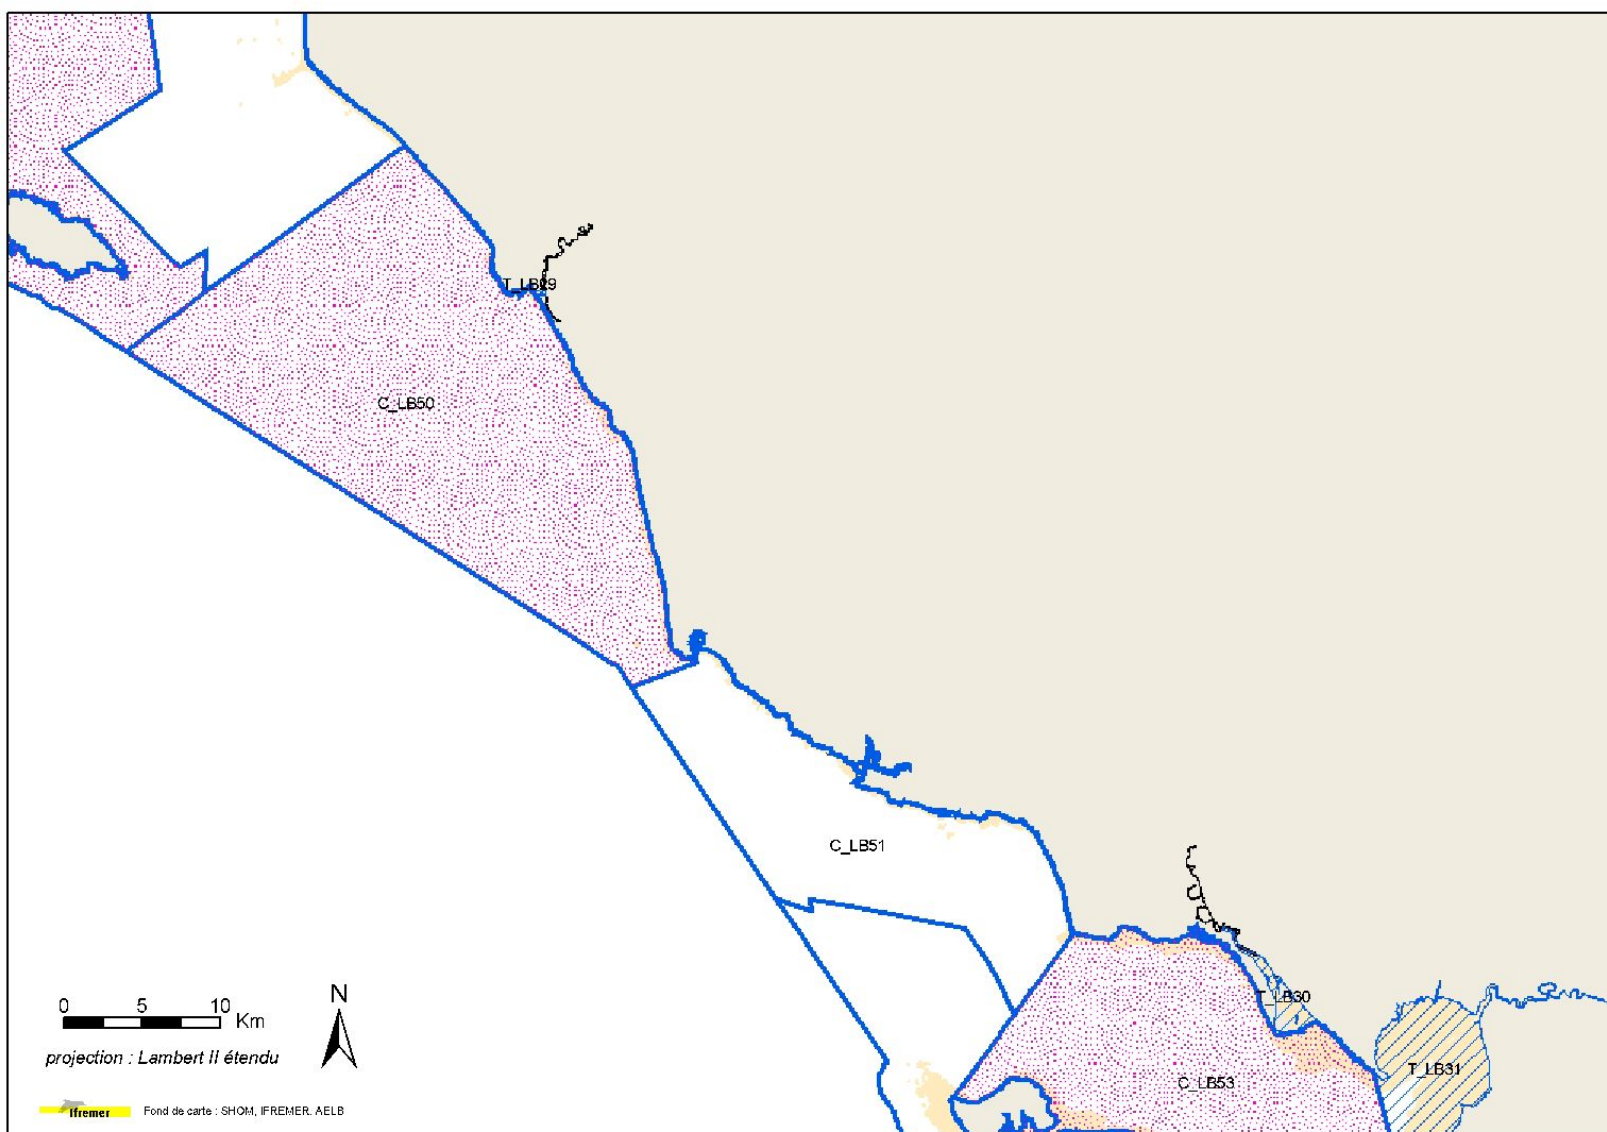 T_LB29
C_LB50
C_LB51
T_LB30
T_LB31
C_LB53
0 5 10 Km
N
projection : Lambert II étendu
Ifremer
Fond de carte : SHOM, IFREMER, AELB